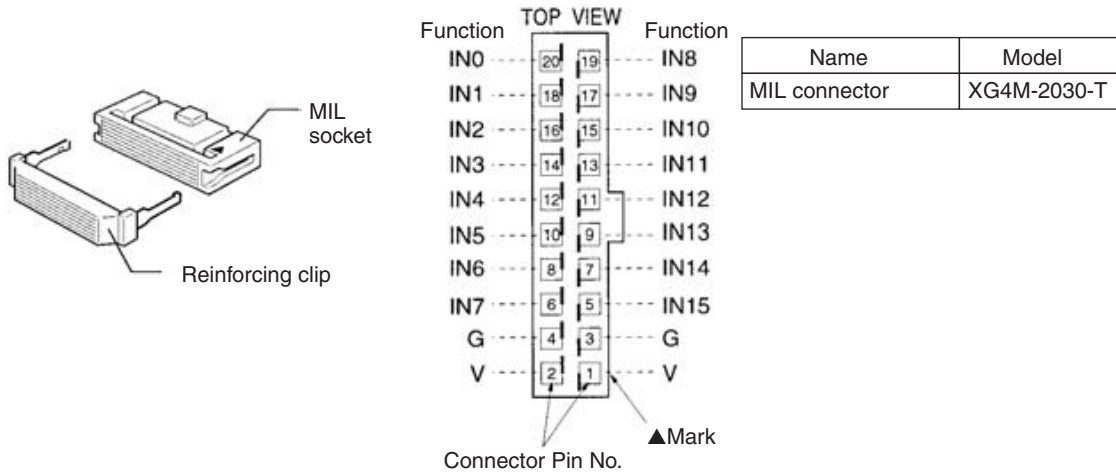 TOP VIEW
Function Function
IN0 20 19 IN8
IN1 18 17 IN9
IN2 16 15 IN10
IN3 14 13 IN11
IN4 12 11 IN12
IN5 10 9 IN13
IN6 8 7 IN14
IN7 6 5 IN15
G 4 3 G
V 2 1 V
▲Mark
Connector Pin No.
MIL
socket
Reinforcing clip
Name Model
MIL connector XG4M-2030-T